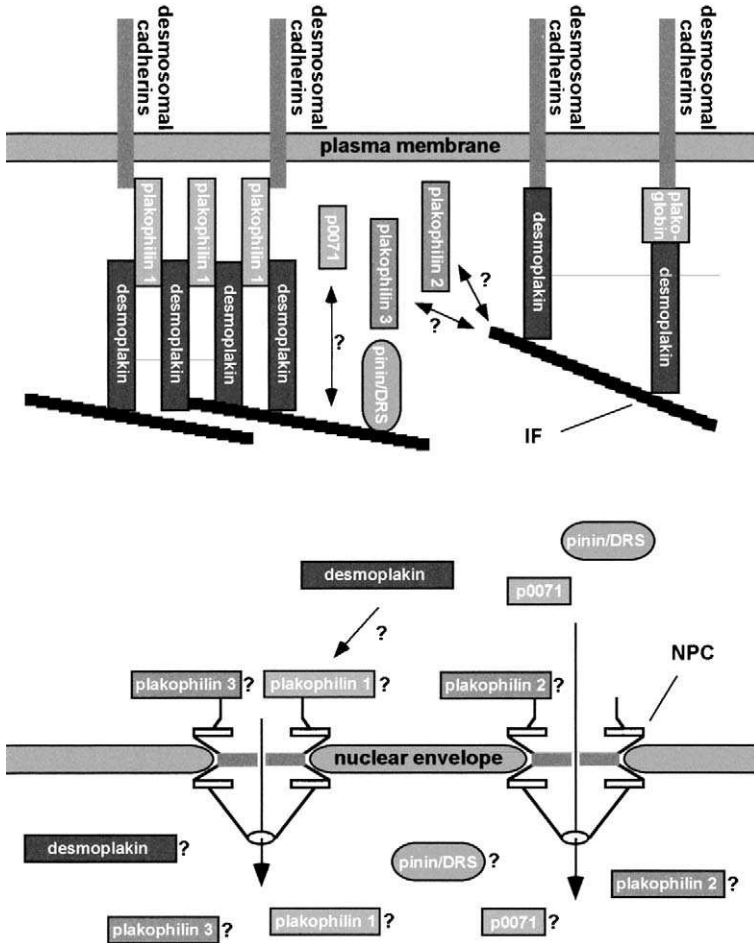 desmosomal
cadherins
desmosomal
cadherins
desmosomal
cadherins
desmosomal
cadherins
plasma membrane
plakophilin 1
plakophilin 1
plakophilin 1
p0071
plakophilin 3
plakophilin 2
desmoplakin
plako-
globin
desmoplakin
desmoplakin
desmoplakin
desmoplakin
desmoplakin
?
?
?
pinin/DRS
IF
pinin/DRS
desmoplakin
p0071
?
NPC
plakophilin 3 ?
plakophilin 1 ?
plakophilin 2 ?
nuclear envelope
desmoplakin ?
pinin/DRS ?
plakophilin 2 ?
plakophilin 3 ?
plakophilin 1 ?
p0071 ?